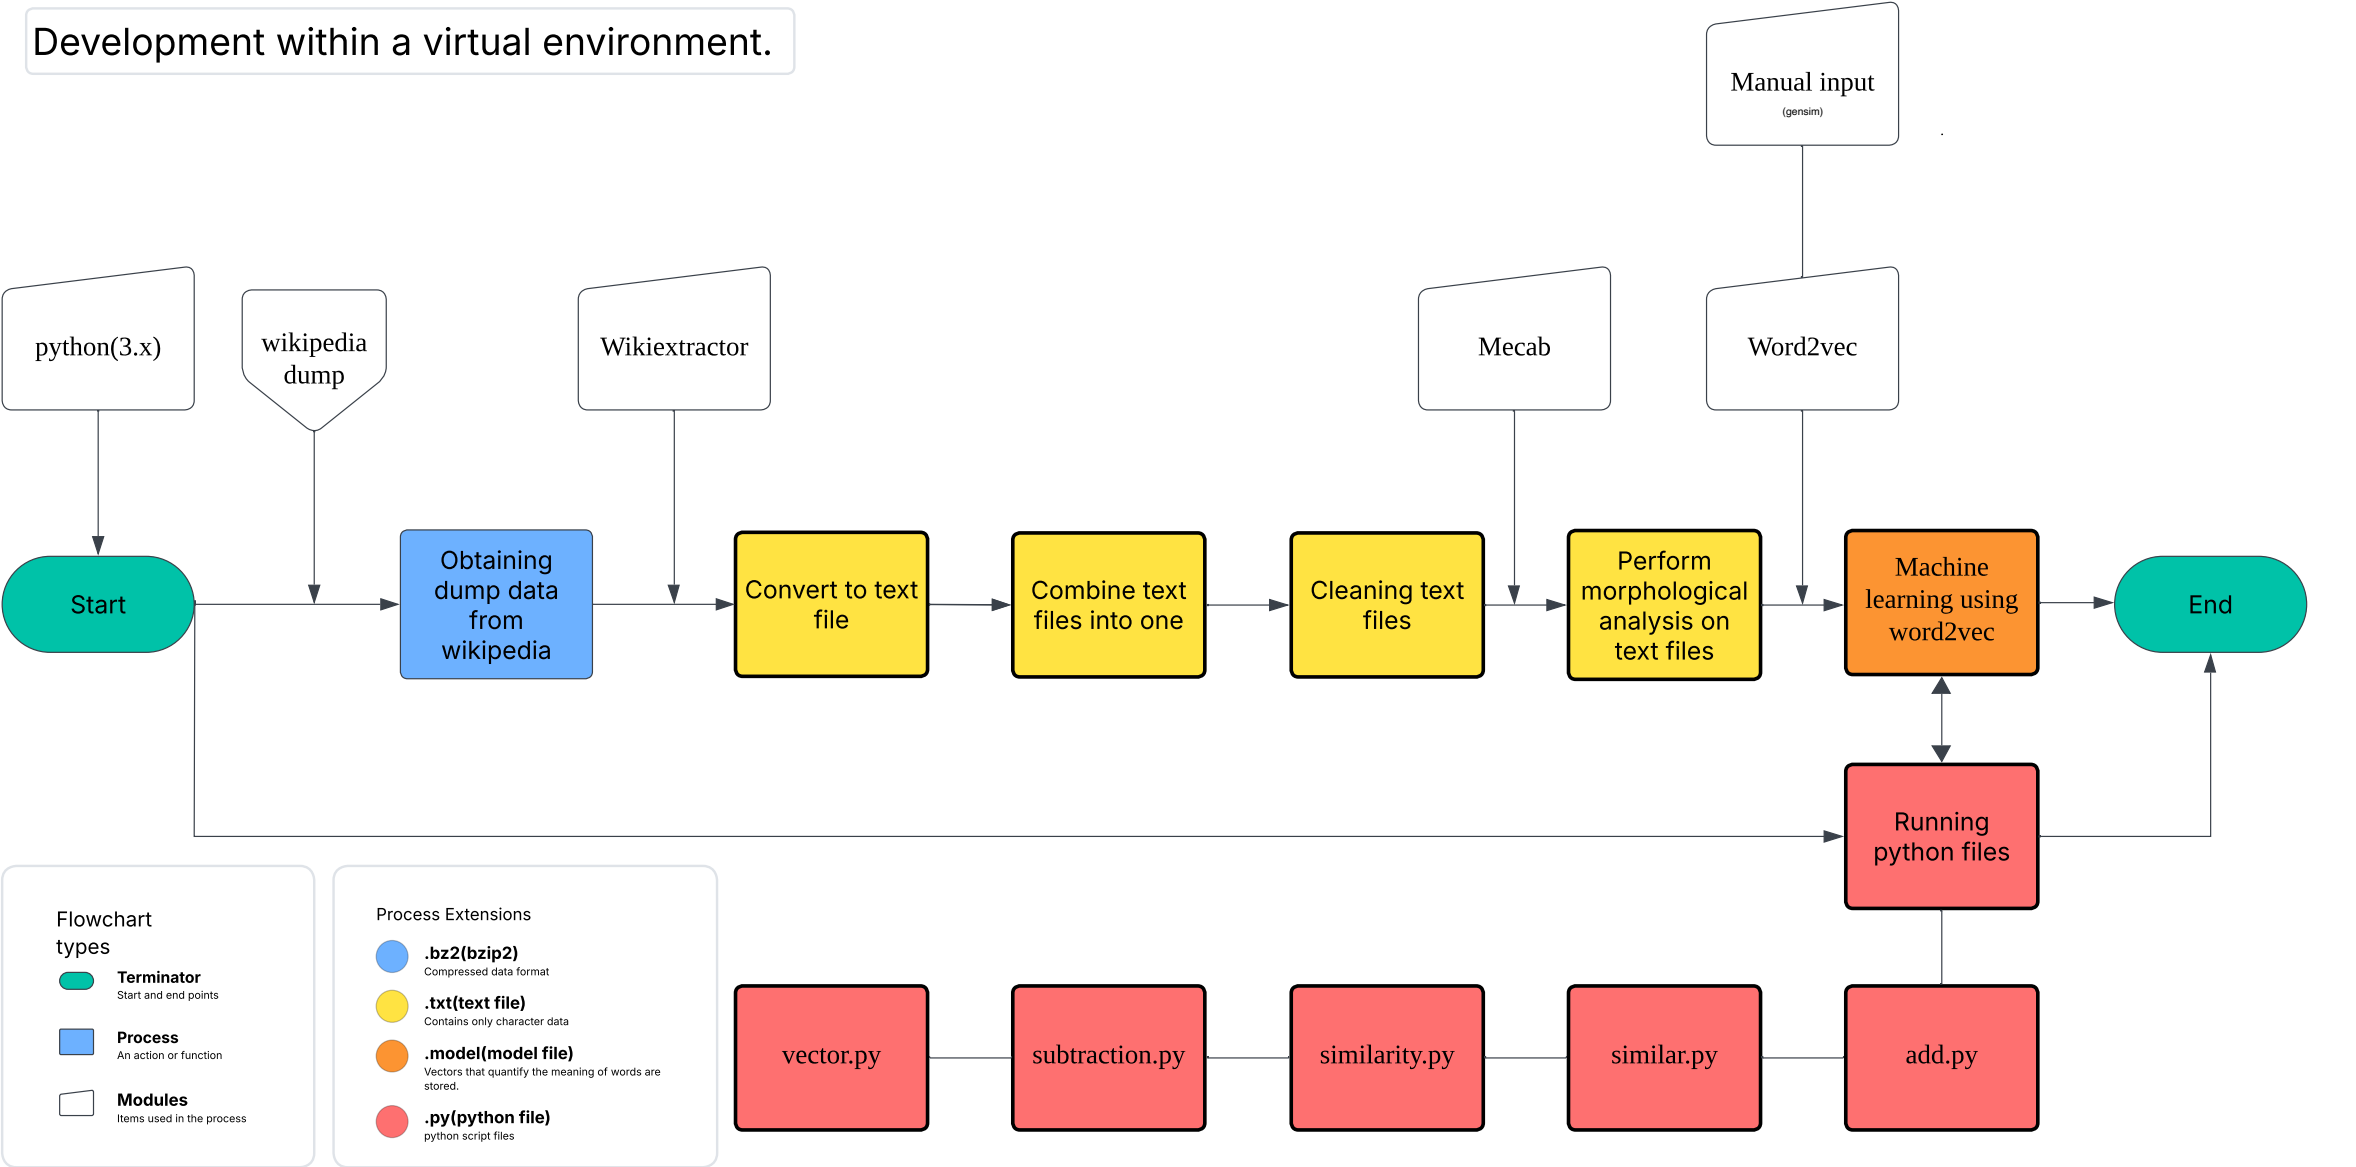 Development within a virtual environment.
Manual input
(gensim)
python(3.x)
wikipedia
dump
Wikiextractor
Mecab
Word2vec
Start
Obtaining
dump data
from
wikipedia
Convert to text
file
Combine text
files into one
Cleaning text
files
Perform
morphological
analysis on
text files
Machine
learning using
word2vec
End
Running
python files
vector.py
subtraction.py
similarity.py
similar.py
add.py
Flowchart
types
Terminator
Start and end points
Process
An action or function
Modules
Items used in the process
Process Extensions
.bz2(bzip2)
Compressed data format
.txt(text file)
Contains only character data
.model(model file)
Vectors that quantify the meaning of words are
stored.
.py(python file)
python script files